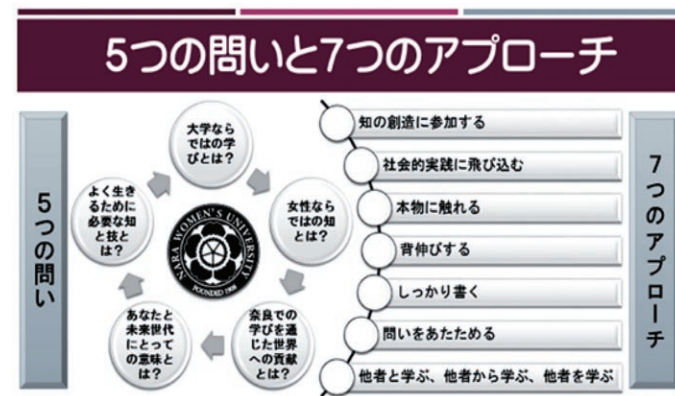 5つの問いと7つのアプローチ
5つの問い
大学なら
ではの学
びとは？
女性なら
ではの知
とは？
奈良での
学びを通
じた世界
への貢献
とは？
あなたと
未来世代
にとって
の意味と
は？
よく生き
るために
必要な知
と技と
は？
NARA WOMEN'S UNIVERSITY
FOUNDED 1908
知の創造に参加する
社会的実践に飛び込む
本物に触れる
背伸びする
しっかり書く
問いをあたためる
他者と学ぶ、他者から学ぶ、他者を学ぶ
7つのアプローチ